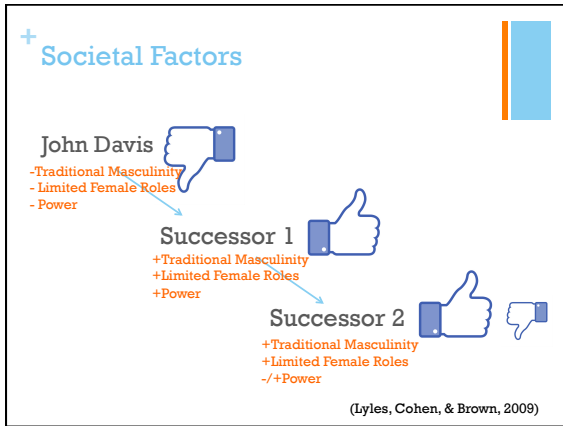 +
Societal Factors
John Davis
-Traditional Masculinity
- Limited Female Roles
- Power
Successor 1
+Traditional Masculinity
+Limited Female Roles
+Power
Successor 2
+Traditional Masculinity
+Limited Female Roles
-/+Power
(Lyles, Cohen, & Brown, 2009)